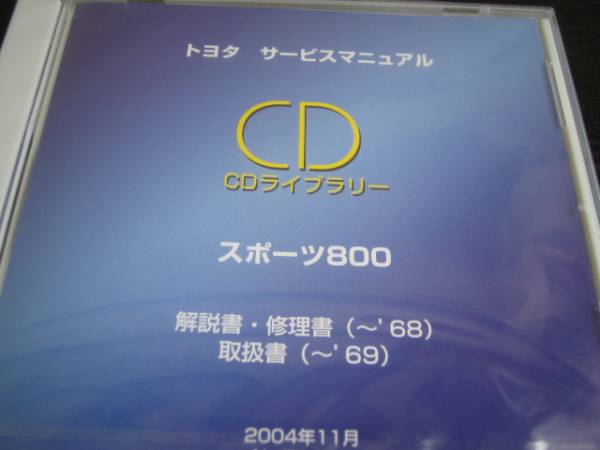 トヨタ　サービスマニュアル
CD
CDライブラリー
スポーツ800
解説書・修理書（～’68）
取扱書（～’69）
2004年11月